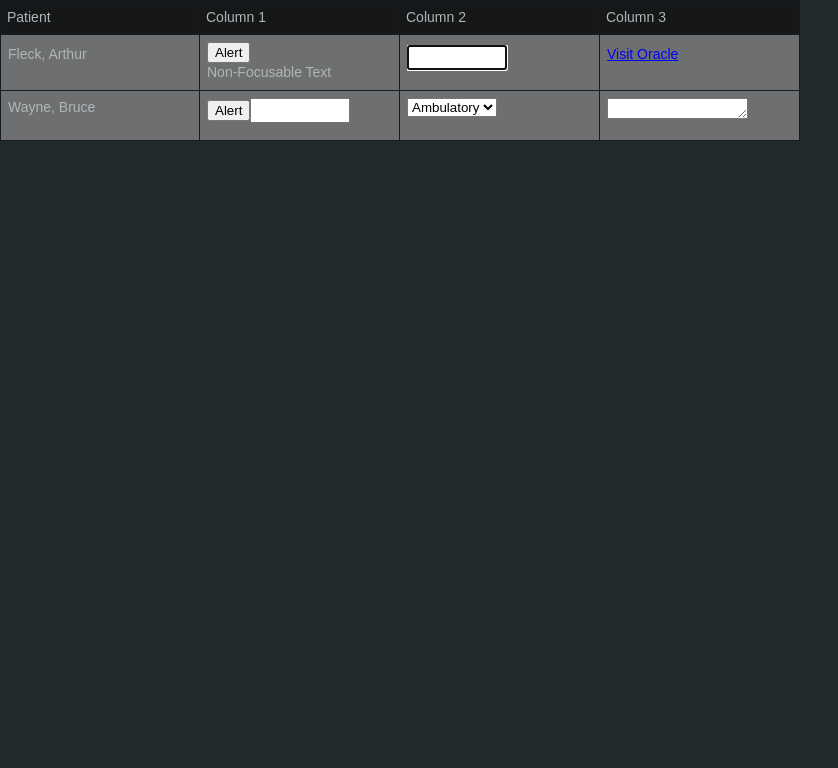 Patient Column 1 Column 2 Column 3
Fleck, Arthur Alert Visit Oracle
Non-Focusable Text
Wayne, Bruce Alert Ambulatory